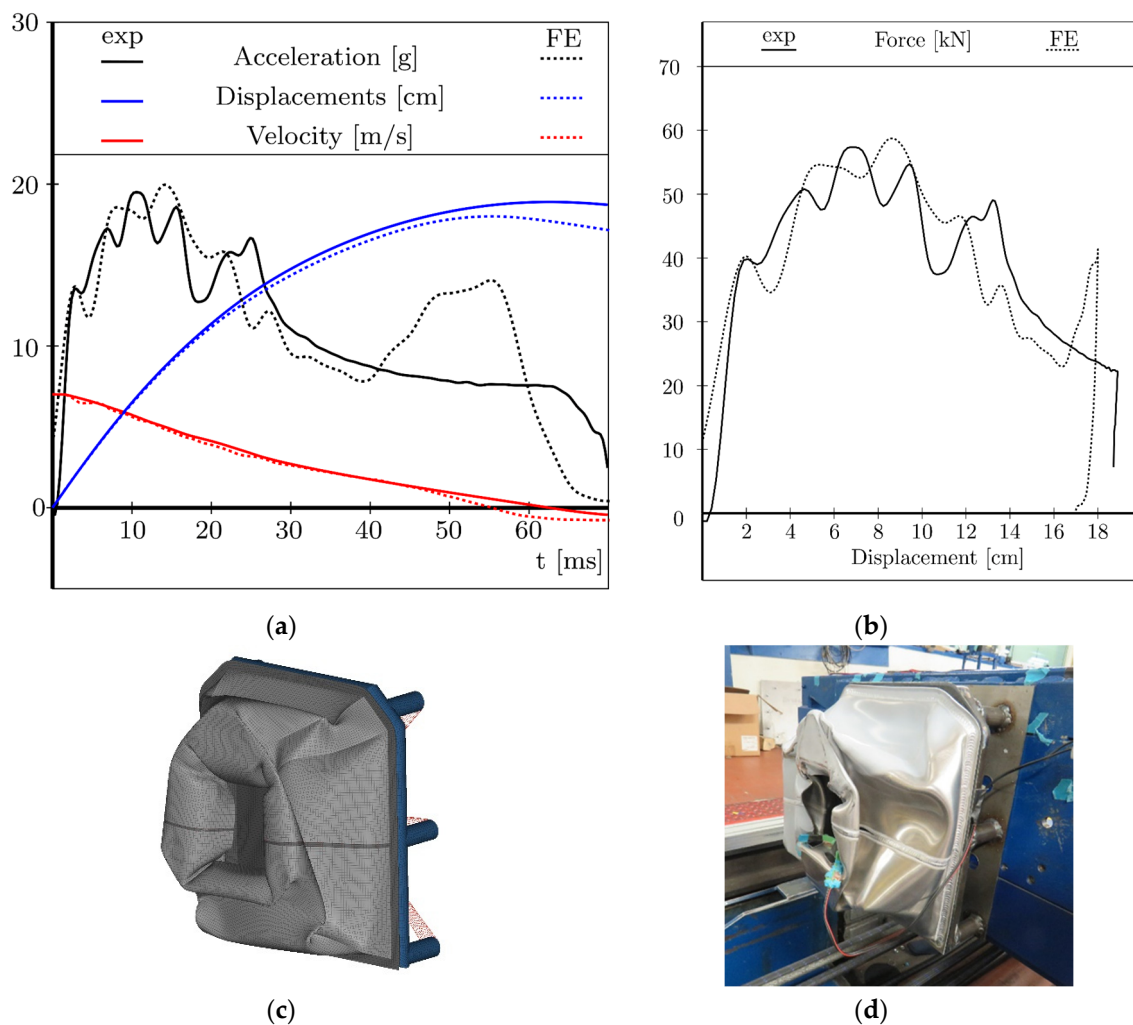 exp FE
Acceleration [g]
Displacements [cm]
Velocity [m/s]
30
20
10
0
10 20 30 40 50 60
t [ms]
(a)
exp Force [kN] FE
70
60
50
40
30
20
10
0
2 4 6 8 10 12 14 16 18
Displacement [cm]
(b)
(c)
(d)